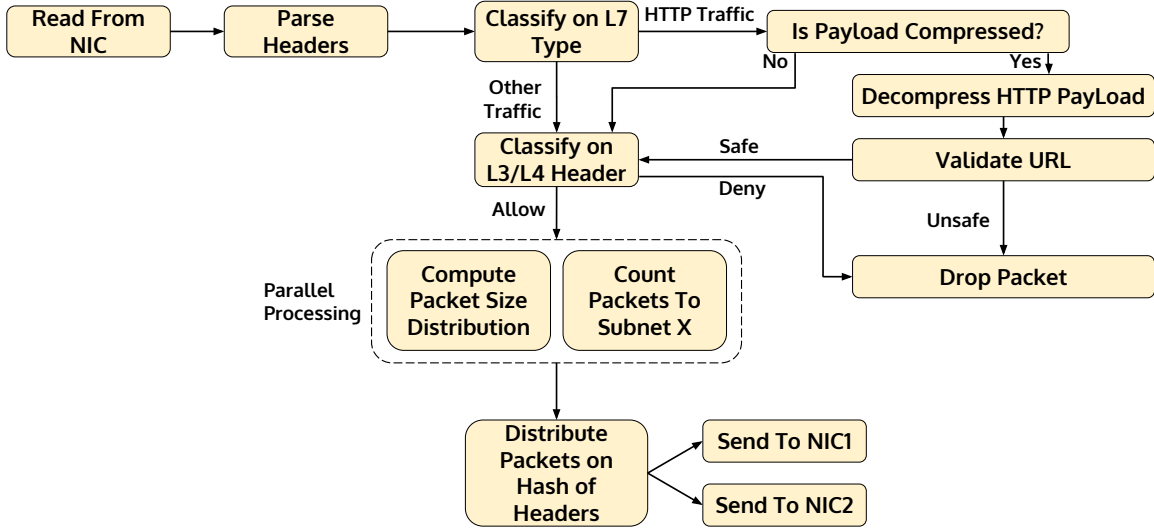 Read From
NIC
Parse
Headers
Classify on L7
Type
HTTP Traffic
Is Payload Compressed?
No
Yes
Other
Traffic
Decompress HTTP PayLoad
Classify on
L3/L4 Header
Safe
Validate URL
Deny
Allow
Unsafe
Parallel
Processing
Compute
Packet Size
Distribution
Count
Packets To
Subnet X
Drop Packet
Distribute
Packets on
Hash of
Headers
Send To NIC1
Send To NIC2